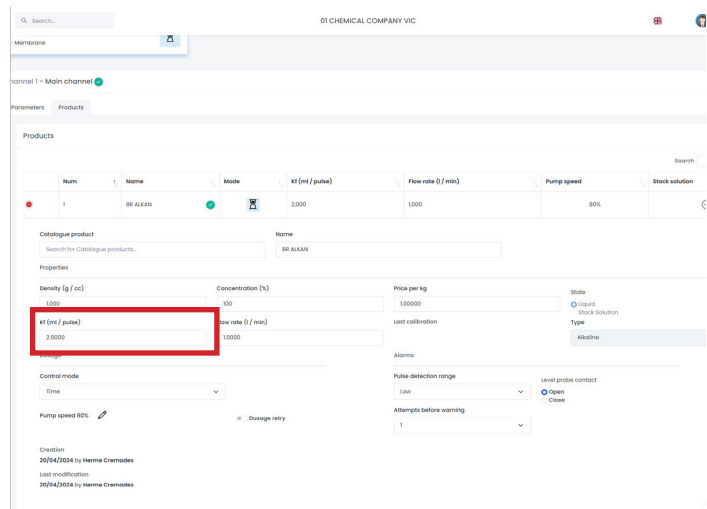 Search...
01 CHEMICAL COMPANY VIC
- Membrane
hannel 1 - Main channel
Parameters Products
Products
Search
Num Name Mode Kf (ml / pulse) Flow rate (l / min) Pump speed Stock solution
1 BR ALKAN 2,000 1,000 80%
Catalogue product Name
Search for Catalogue products... BR ALKAN
Properties
Density (g / cc) Concentration (%) Price per kg State
1.000 100 1.00000 Liquid
Stock Solution
Kf (ml / pulse) low rate (l / min) Last calibration Type
2.0000 1.0000 Alkaline
Dosage Alarms
Control mode Pulse detection range Level probe contact
Time Low Open
Close
Pump speed 80% Dosage retry Attempts before warning
1
Creation
20/04/2024 by Herme Cremades
Last modification
20/04/2024 by Herme Cremades